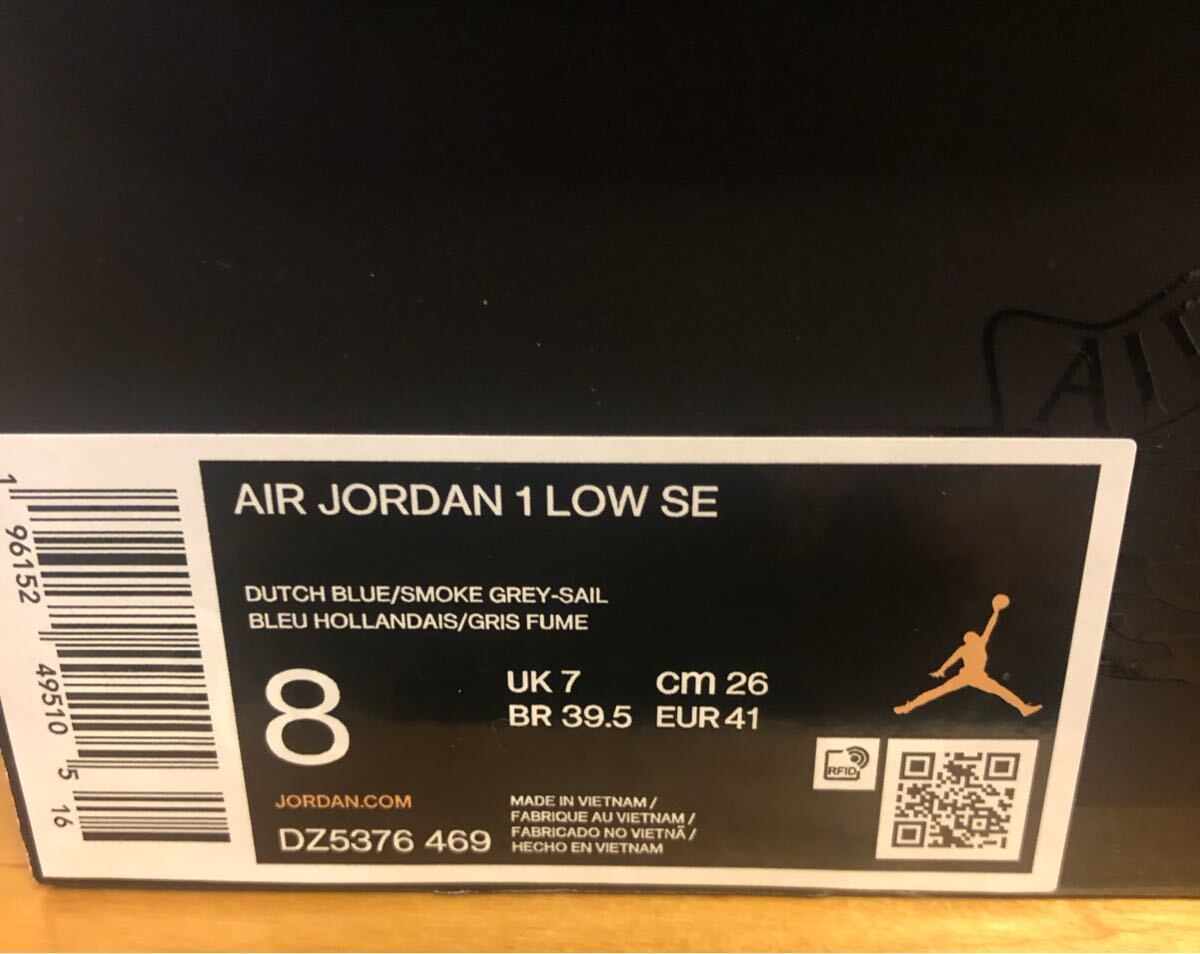 AIR
1 96152 49510 5 16
AIR JORDAN 1 LOW SE
DUTCH BLUE/SMOKE GREY-SAIL
BLEU HOLLANDAIS/GRIS FUME
8
UK 7 cm 26
BR 39.5 EUR 41
RFID
JORDAN.COM
DZ5376 469
MADE IN VIETNAM /
FABRIQUE AU VIETNAM /
FABRICADO NO VIETNÃ /
HECHO EN VIETNAM